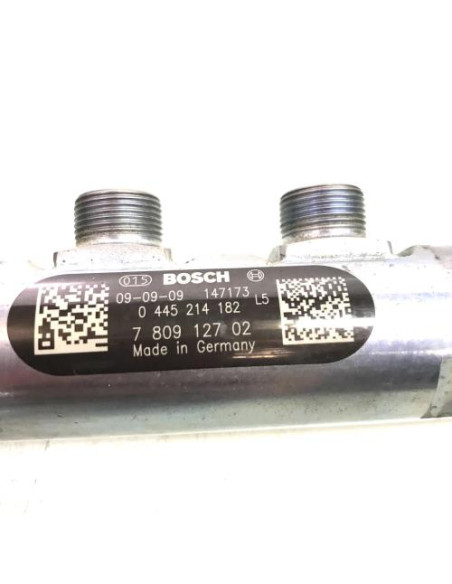 015 BOSCH
09-09-09 147173 L5
0 445 214 182
7 809 127 02
Made in Germany